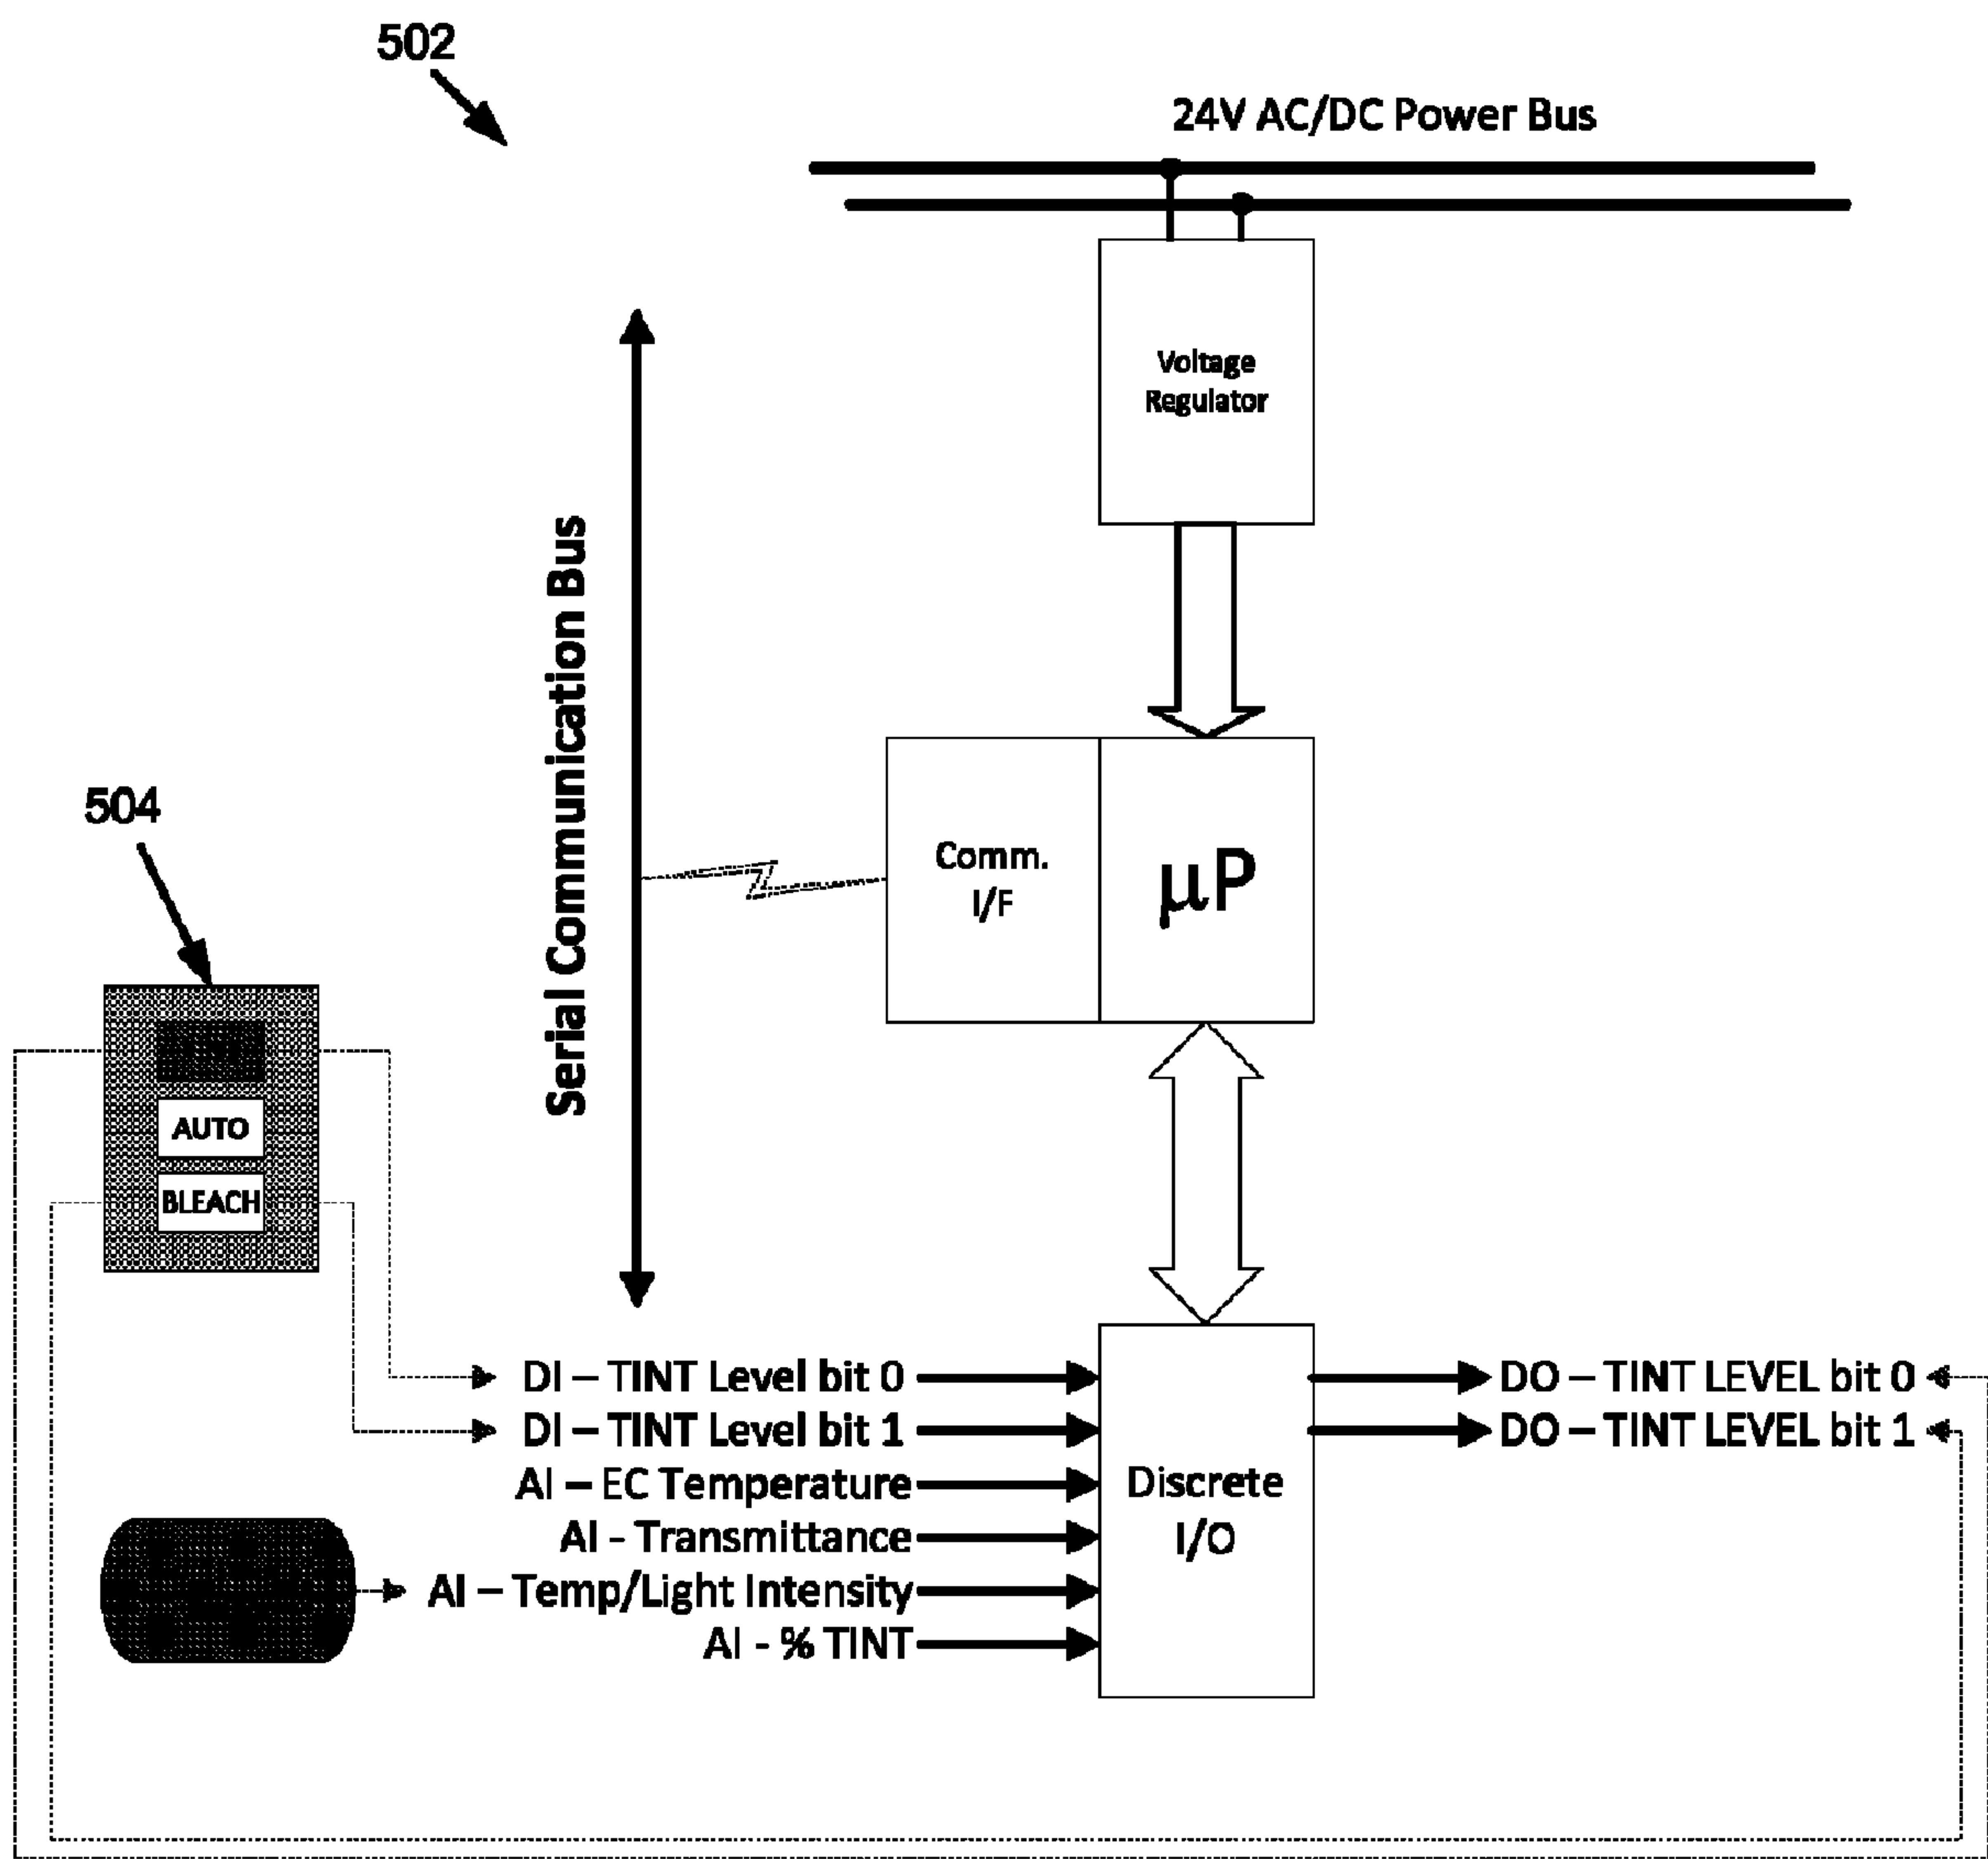 502
24V AC/DC Power Bus
Voltage
Regulator
Serial Communication Bus
Comm.
I/F
µP
504
AUTO
BLEACH
DI – TINT Level bit 0
DI – TINT Level bit 1
AI – EC Temperature
AI - Transmittance
AI – Temp/Light Intensity
AI - % TINT
Discrete
I/O
DO – TINT LEVEL bit 0
DO – TINT LEVEL bit 1